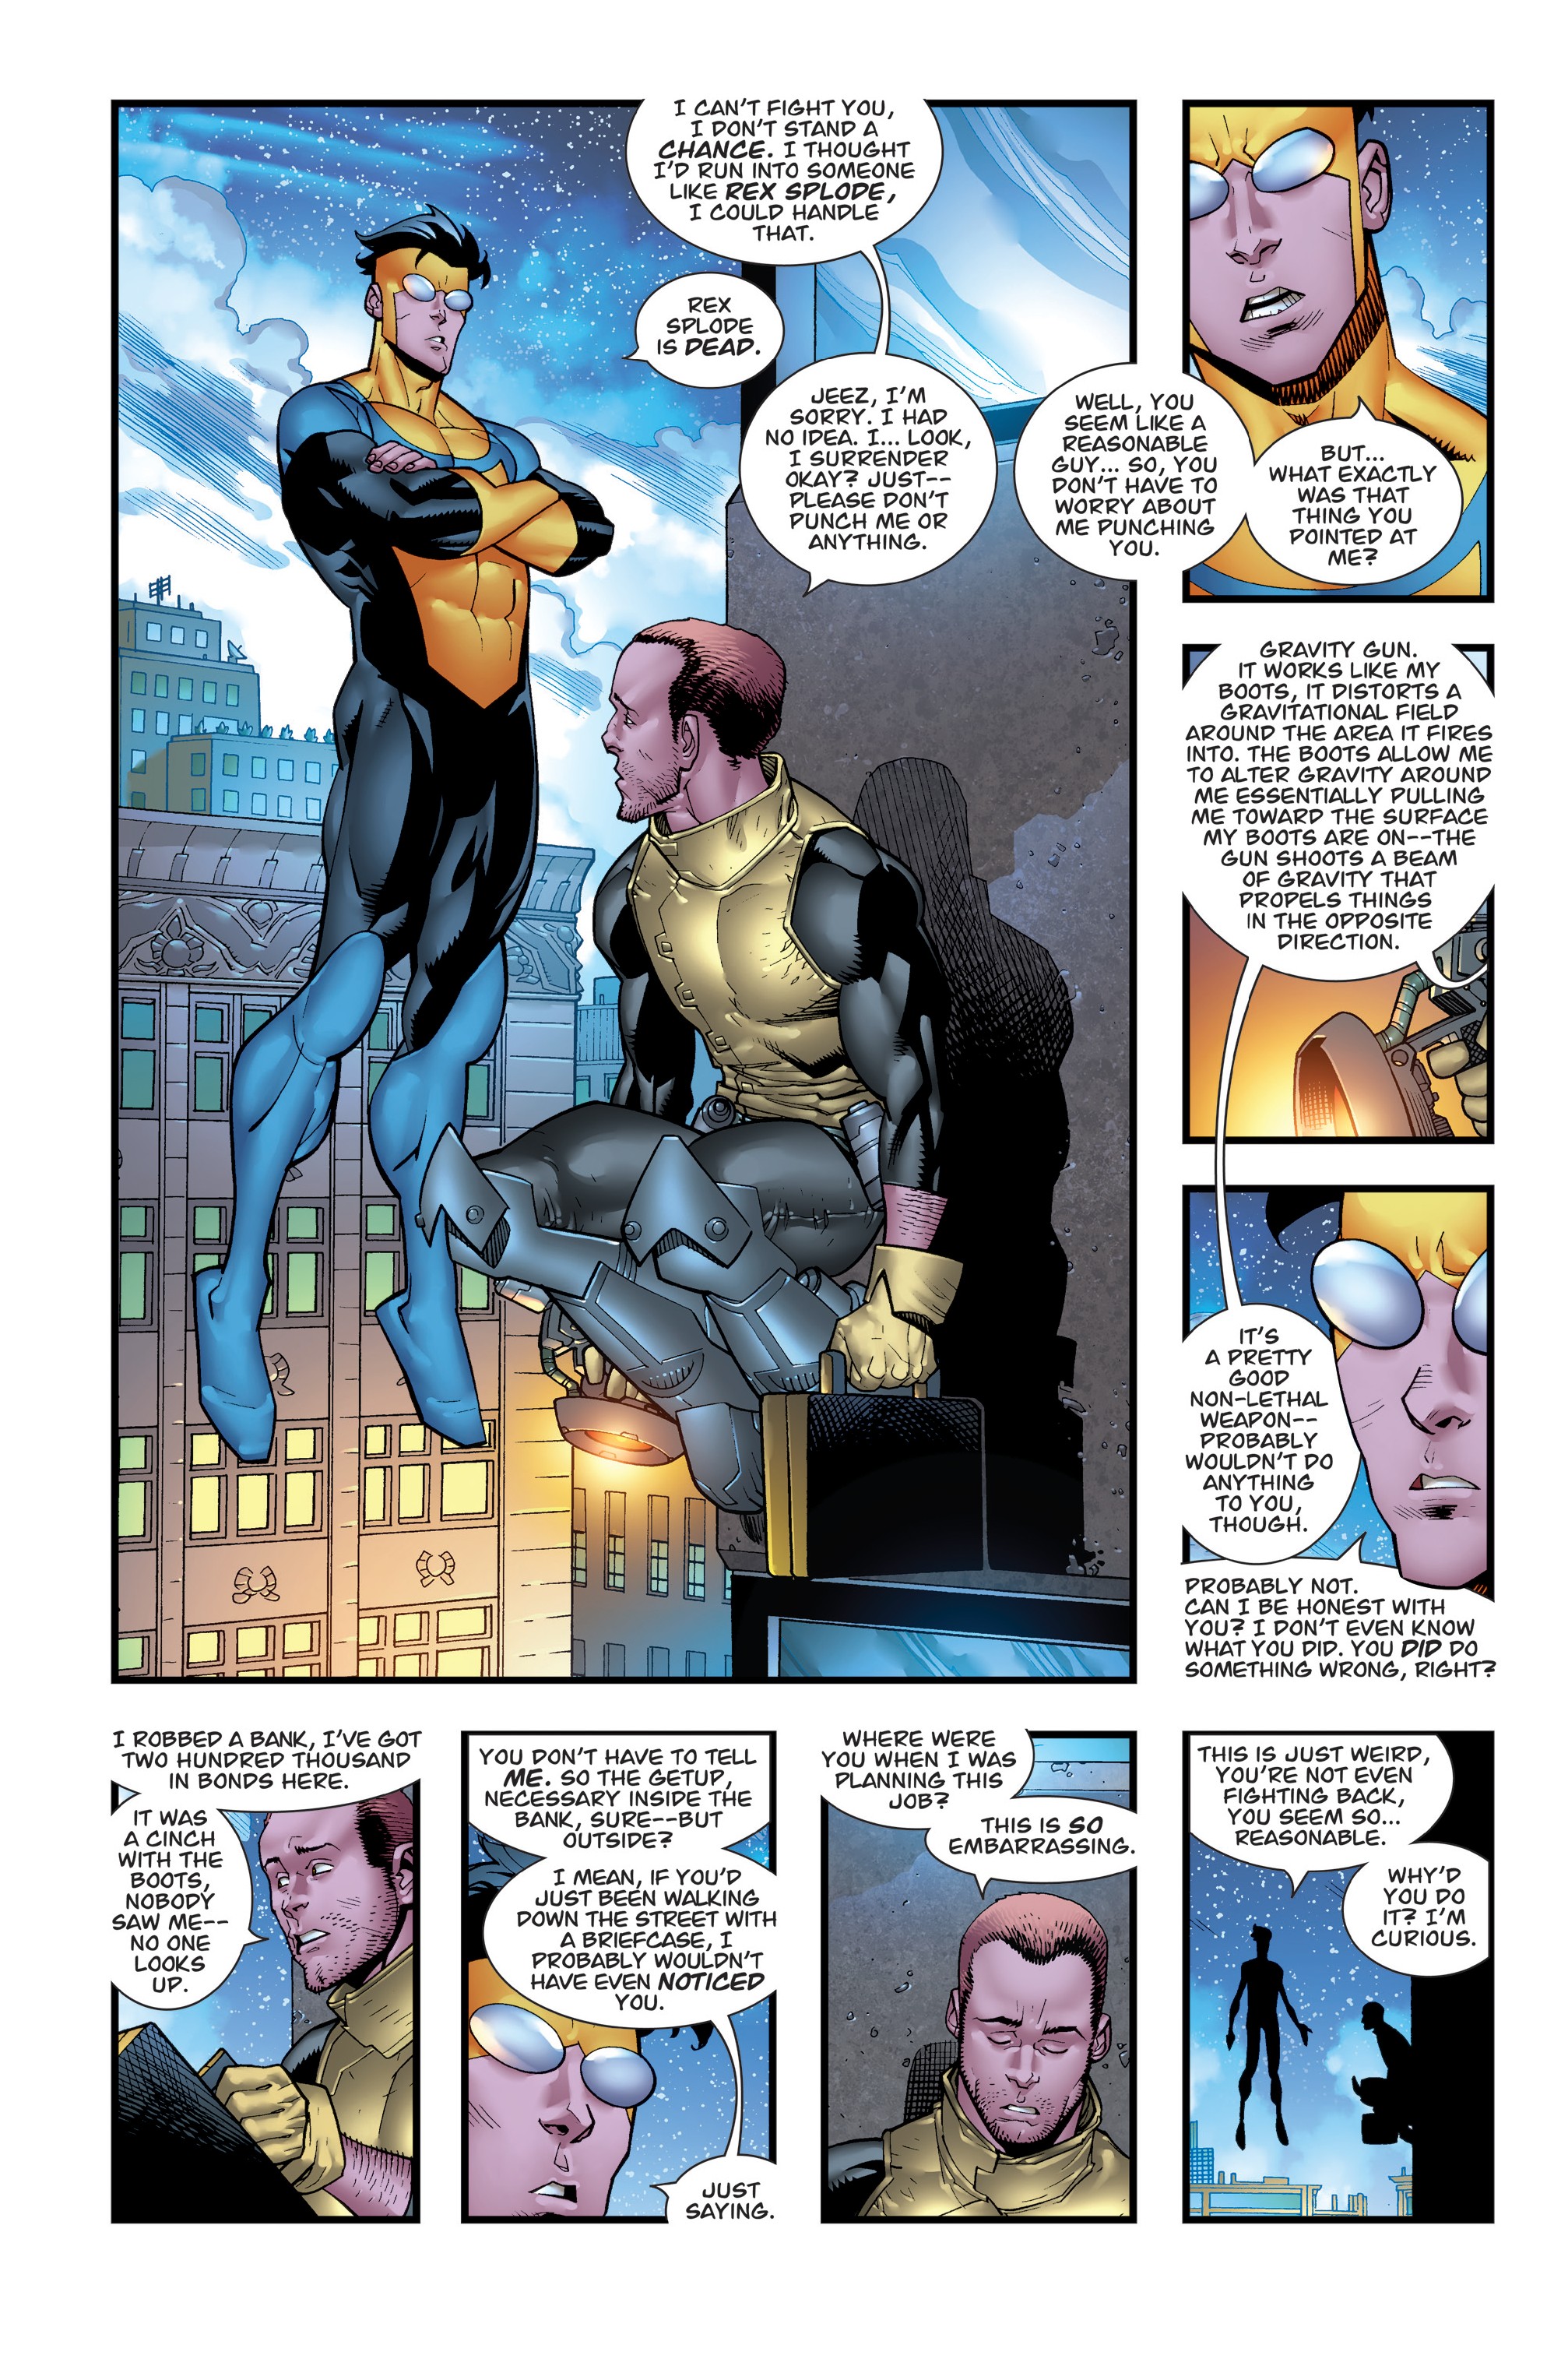 I CAN'T FIGHT YOU,
I DON'T STAND A
CHANCE. I THOUGHT
I'D RUN INTO SOMEONE
LIKE REX SPLODE,
I COULD HANDLE
THAT.
REX
SPLODE
IS DEAD.
JEEZ, I'M
SORRY. I HAD
NO IDEA. I... LOOK,
I SURRENDER
OKAY? JUST--
PLEASE DON'T
PUNCH ME OR
ANYTHING.
WELL, YOU
SEEM LIKE A
REASONABLE
GUY... SO, YOU
DON'T HAVE TO
WORRY ABOUT
ME PUNCHING
YOU.
BUT...
WHAT EXACTLY
WAS THAT
THING YOU
POINTED AT
ME?
GRAVITY GUN.
IT WORKS LIKE MY
BOOTS, IT DISTORTS A
GRAVITATIONAL FIELD
AROUND THE AREA IT FIRES
INTO. THE BOOTS ALLOW ME
TO ALTER GRAVITY AROUND
ME ESSENTIALLY PULLING
ME TOWARD THE SURFACE
MY BOOTS ARE ON--THE
GUN SHOOTS A BEAM
OF GRAVITY THAT
PROPELS THINGS
IN THE OPPOSITE
DIRECTION.
IT'S
A PRETTY
GOOD
NON-LETHAL
WEAPON--
PROBABLY
WOULDN'T DO
ANYTHING
TO YOU,
THOUGH.
PROBABLY NOT.
CAN I BE HONEST WITH
YOU? I DON'T EVEN KNOW
WHAT YOU DID. YOU DID DO
SOMETHING WRONG, RIGHT?
I ROBBED A BANK, I'VE GOT
TWO HUNDRED THOUSAND
IN BONDS HERE.
IT WAS
A CINCH
WITH THE
BOOTS,
NOBODY
SAW ME--
NO ONE
LOOKS
UP.
YOU DON'T HAVE TO TELL
ME. SO THE GETUP,
NECESSARY INSIDE THE
BANK, SURE--BUT
OUTSIDE?
I MEAN, IF YOU'D
JUST BEEN WALKING
DOWN THE STREET WITH
A BRIEFCASE, I
PROBABLY WOULDN'T
HAVE EVEN NOTICED
YOU.
JUST
SAYING.
WHERE WERE
YOU WHEN I WAS
PLANNING THIS
JOB?
THIS IS SO
EMBARRASSING.
THIS IS JUST WEIRD,
YOU'RE NOT EVEN
FIGHTING BACK,
YOU SEEM SO...
REASONABLE.
WHY'D
YOU DO
IT? I'M
CURIOUS.